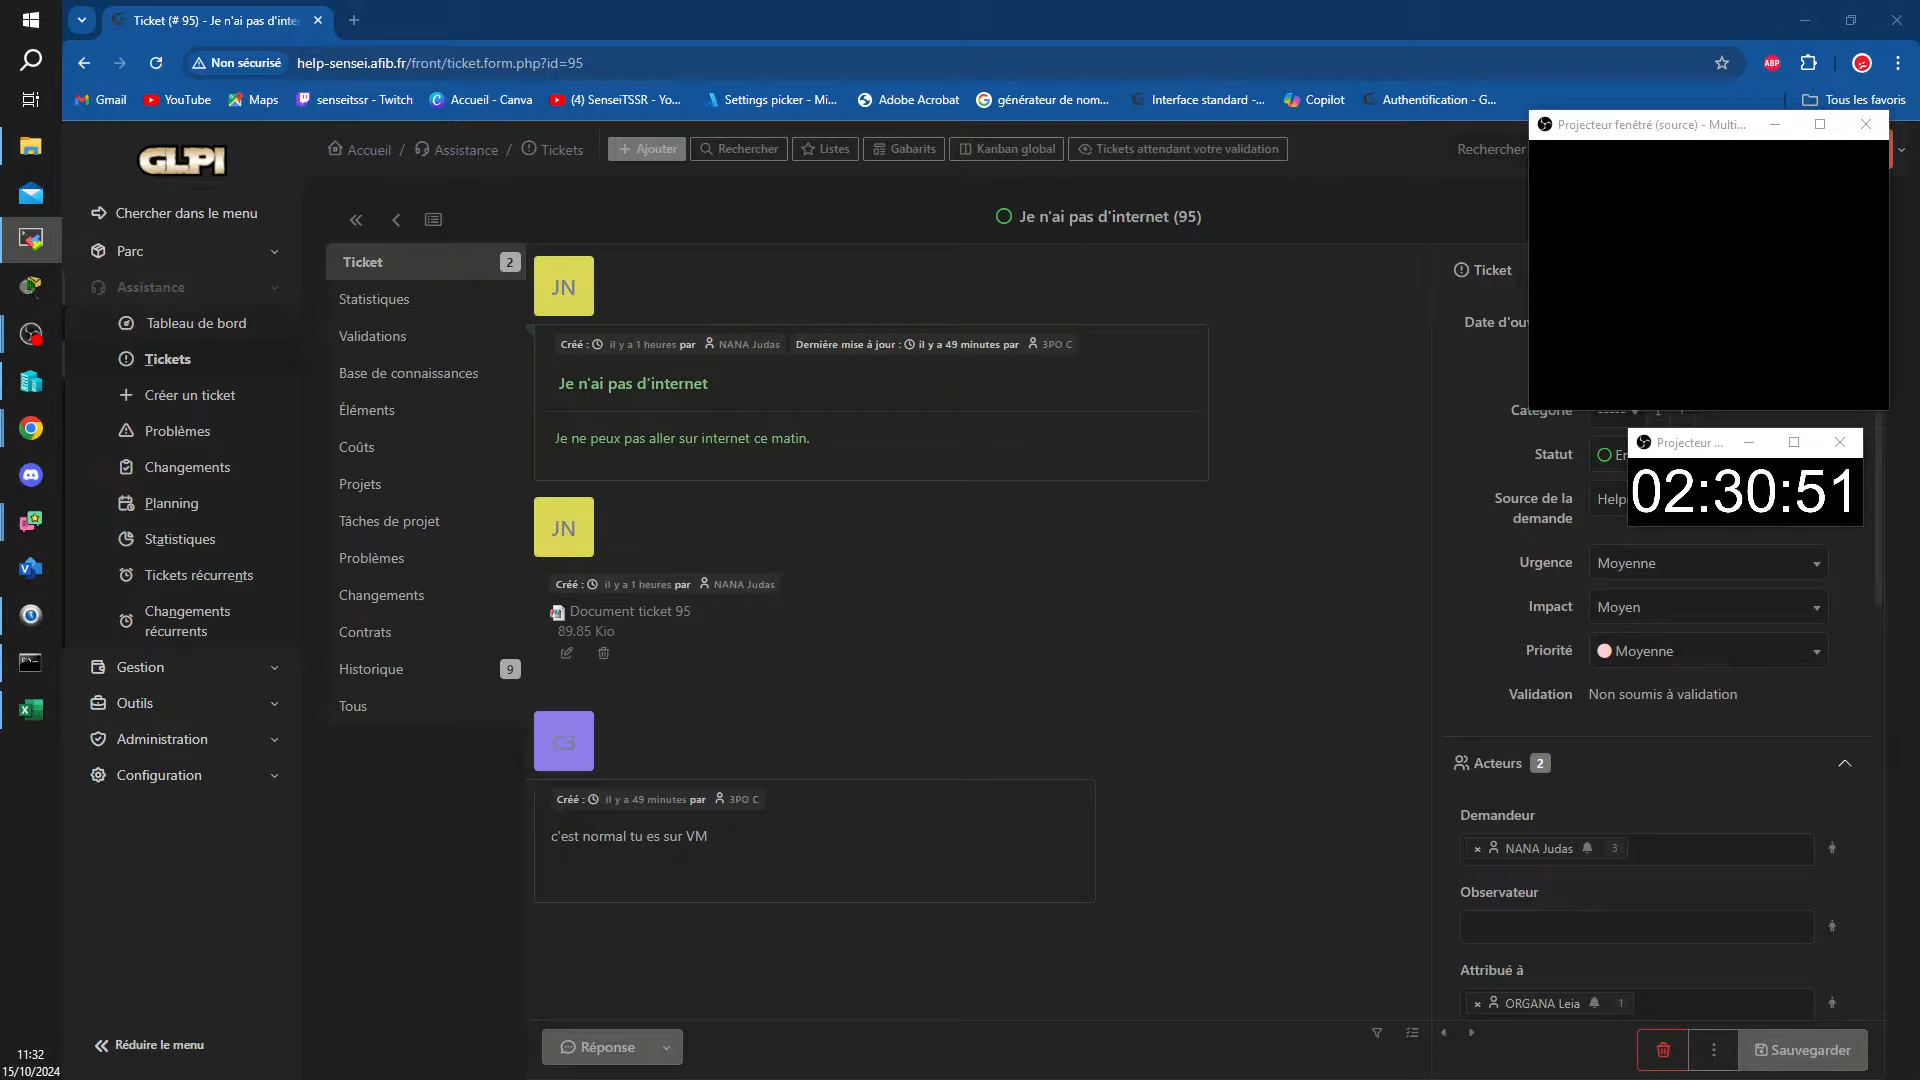 Ticket (# 95) - Je n'ai pas d'inte
Non sécurisé
help-sensei.afib.fr/front/ticket.form.php?id=95
ABP
Gmail
YouTube
Maps
senseitssr - Twitch
Accueil - Canva
(4) SenseiTSSR - Yo...
Settings picker - Mi...
Adobe Acrobat
générateur de nom...
Interface standard -...
Copilot
Authentification - G...
Tous les favoris
GLPI
Chercher dans le menu
Parc
Assistance
Tableau de bord
Tickets
Créer un ticket
Problèmes
Changements
Planning
Statistiques
Tickets récurrents
Changements
récurrents
Gestion
Outils
Administration
Configuration
Réduire le menu
11:32
15/10/2024
Accueil / Assistance / Tickets
Ajouter
Rechercher
Listes
Gabarits
Kanban global
Tickets attendant votre validation
Rechercher
Je n'ai pas d'internet (95)
Ticket 2
Statistiques
Validations
Base de connaissances
Éléments
Coûts
Projets
Tâches de projet
Problèmes
Changements
Contrats
Historique 9
Tous
JN
Créé : il y a 1 heures par NANA Judas Dernière mise à jour : il y a 49 minutes par 3PO C
Je n'ai pas d'internet
Je ne peux pas aller sur internet ce matin.
JN
Créé : il y a 1 heures par NANA Judas
Document ticket 95
89.85 Kio
C3
Créé : il y a 49 minutes par 3PO C
c'est normal tu es sur VM
Réponse
Projecteur fenêtré (source) - Multi...
Ticket
Date d'ou
Catégorie
Statut
Projecteur ...
02:30:51
Source de la
demande
Help
Urgence Moyenne
Impact Moyen
Priorité Moyenne
Validation Non soumis à validation
Acteurs 2
Demandeur
× NANA Judas 3
Observateur
Attribué à
× ORGANA Leia 1
Sauvegarder